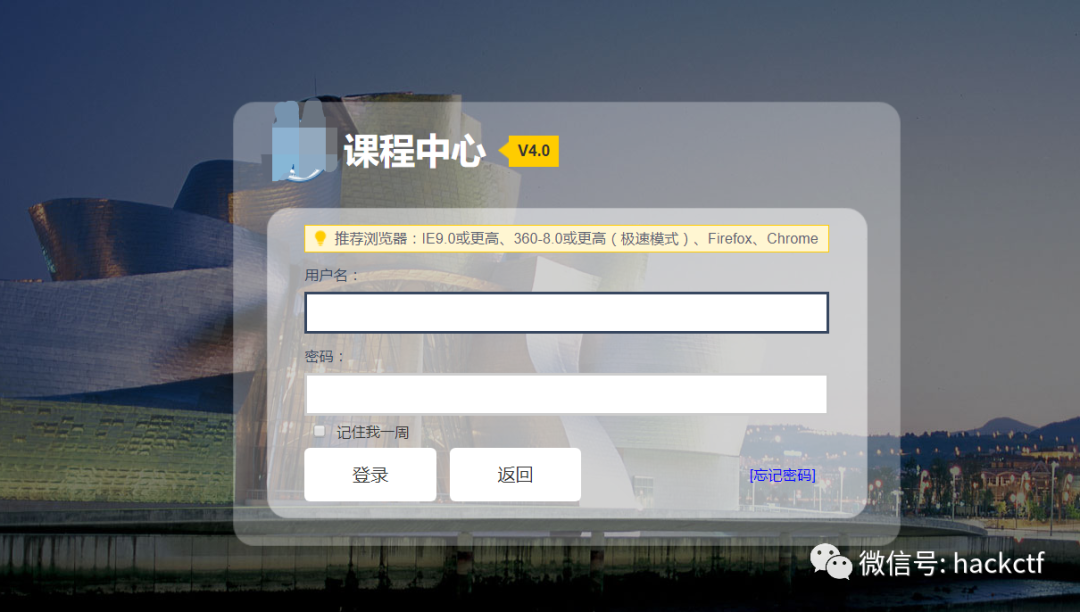 课程中心 V4.0
推荐浏览器：IE9.0或更高、360-8.0或更高（极速模式）、Firefox、Chrome
用户名：
密码：
记住我一周
登录 返回 [忘记密码]
微信号: hackctf